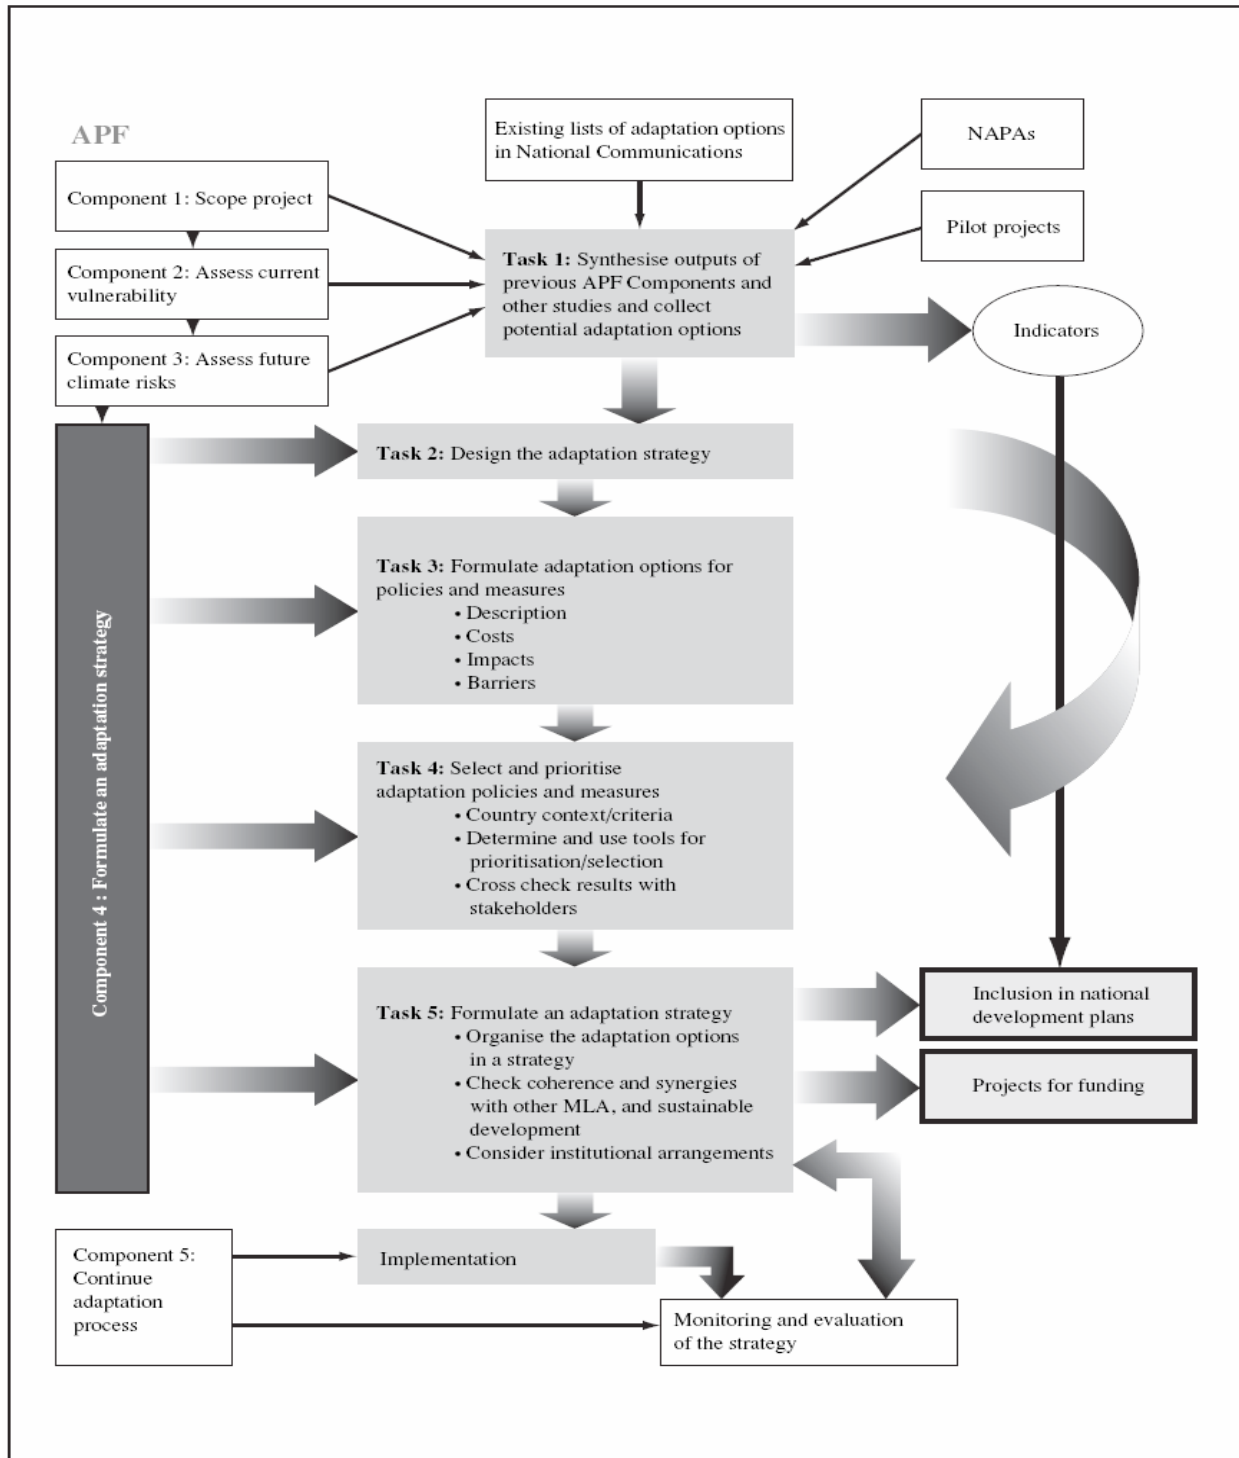 APF
Existing lists of adaptation options
in National Communications
NAPAs
Component 1: Scope project
Pilot projects
Component 2: Assess current
vulnerability
Task 1: Synthesise outputs of
previous APF Components and
other studies and collect
potential adaptation options
Indicators
Component 3: Assess future
climate risks
Component 4 : Formulate an adaptation strategy
Task 2: Design the adaptation strategy
Task 3: Formulate adaptation options for
policies and measures
• Description
• Costs
• Impacts
• Barriers
Task 4: Select and prioritise
adaptation policies and measures
• Country context/criteria
• Determine and use tools for
prioritisation/selection
• Cross check results with
stakeholders
Task 5: Formulate an adaptation strategy
• Organise the adaptation options
in a strategy
• Check coherence and synergies
with other MLA, and sustainable
development
• Consider institutional arrangements
Inclusion in national
development plans
Projects for funding
Component 5:
Continue
adaptation
process
Implementation
Monitoring and evaluation
of the strategy